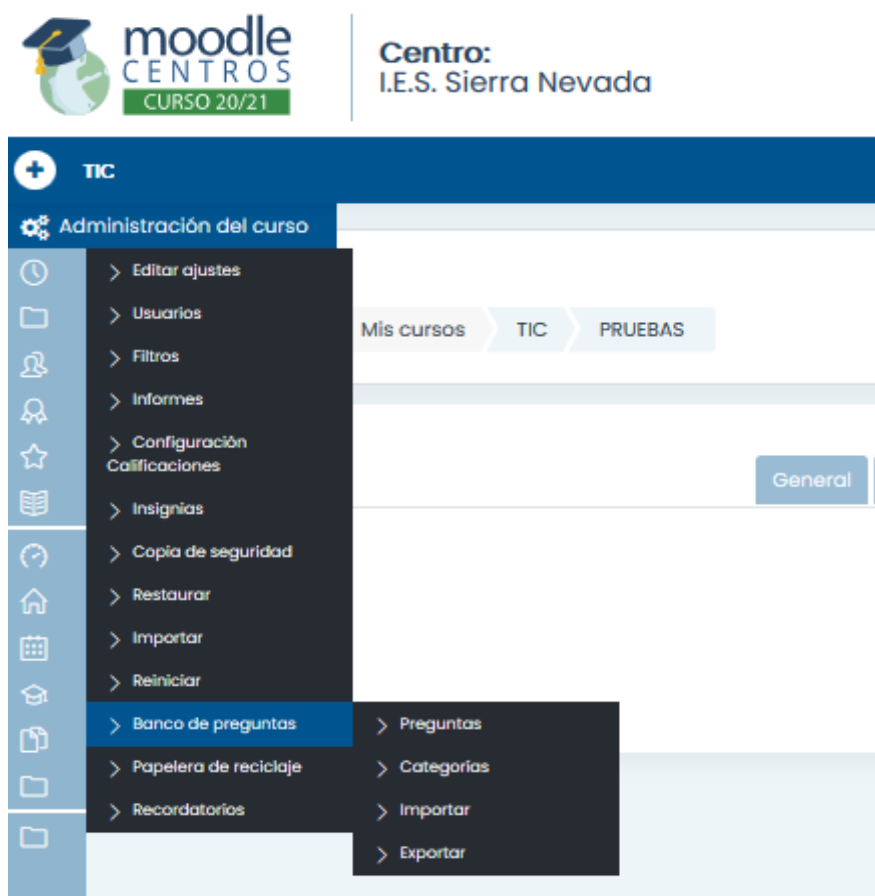 moodle
CENTROS
CURSO 20/21
Centro:
I.E.S. Sierra Nevada
TIC
Administración del curso
Editar ajustes
Usuarios
Filtros
Informes
Configuración
Calificaciones
Insignias
Copia de seguridad
Restaurar
Importar
Reiniciar
Banco de preguntas
Papelera de reciclaje
Recordatorios
Mis cursos
TIC
PRUEBAS
General
Preguntas
Categorías
Importar
Exportar